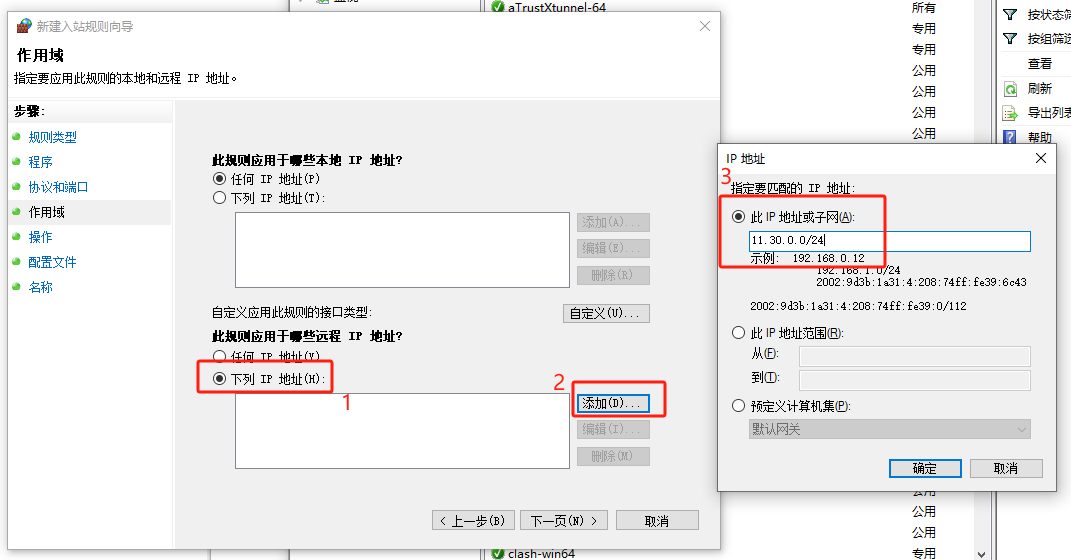 aTrustXtunnel-64
所有
专用
专用
公用
公用
公用
公用
查看
刷新
导出列表
帮助
新建入站规则向导
作用域
指定要应用此规则的本地和远程 IP 地址。
步骤:
规则类型
程序
协议和端口
作用域
操作
配置文件
名称
此规则应用于哪些本地 IP 地址?
任何 IP 地址(P)
下列 IP 地址(T):
添加(A)...
编辑(E)...
删除(R)
自定义应用此规则的接口类型:
自定义(U)...
此规则应用于哪些远程 IP 地址?
任何 IP 地址(Y)
下列 IP 地址(H):
1
2
添加(D)...
编辑(I)...
删除(M)
< 上一步(B)
下一页(N) >
取消
IP 地址
3
指定要匹配的 IP 地址:
此 IP 地址或子网(A):
11.30.0.0/24
示例: 192.168.0.12
192.168.1.0/24
2002:9d3b:1a31:4:208:74ff:fe39:6c43
2002:9d3b:1a31:4:208:74ff:fe39:0/112
此 IP 地址范围(R):
从(F):
到(T):
预定义计算机集(P):
默认网关
确定
取消
公用
公用
公用
专用
clash-win64